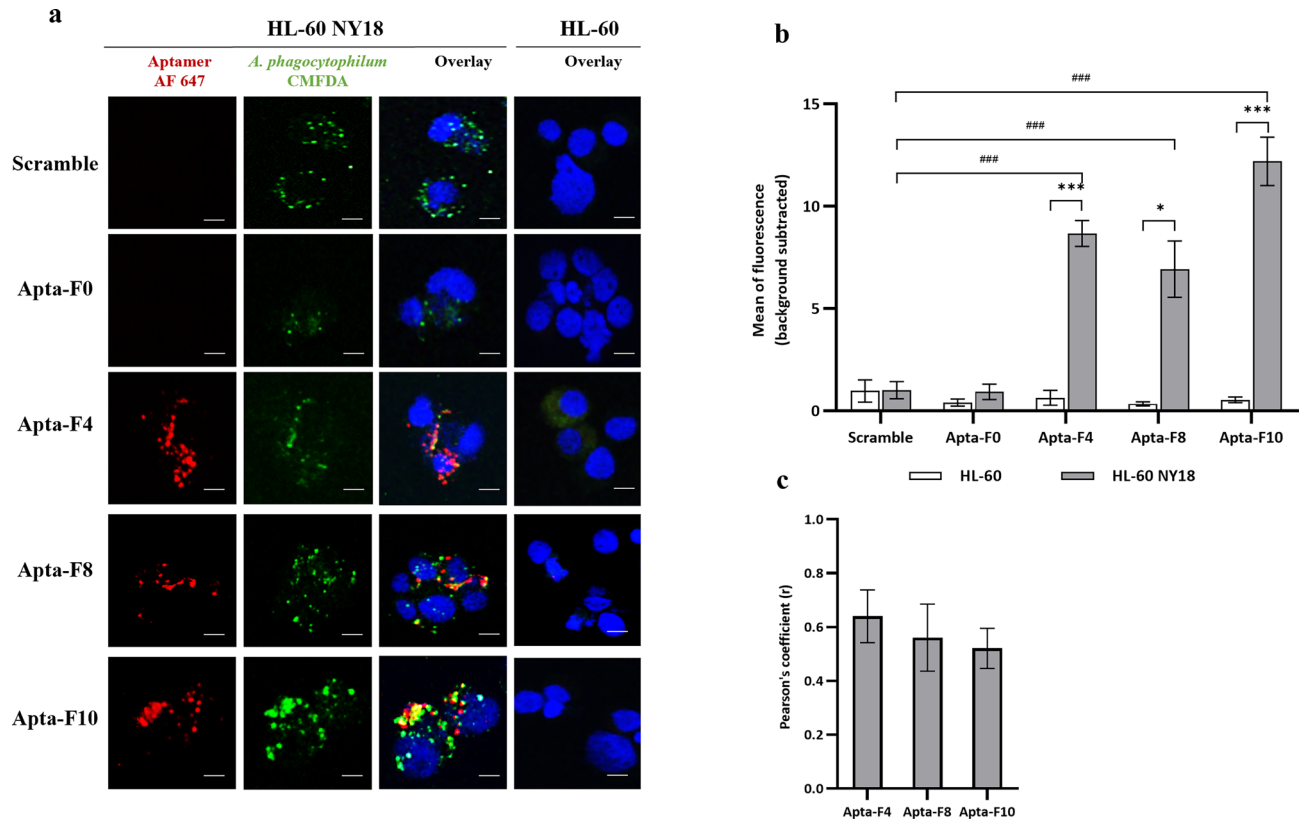 a
HL-60 NY18
HL-60
Aptamer
AF 647
A. phagocytophilum
CMFDA
Overlay
Overlay
Scramble
Apta-F0
Apta-F4
Apta-F8
Apta-F10
b
Mean of fluorescence
(background subtracted)
15
10
5
0
###
###
###
***
*
***
Scramble
Apta-F0
Apta-F4
Apta-F8
Apta-F10
HL-60
HL-60 NY18
c
Pearson's coefficient (r)
1.0
0.8
0.6
0.4
0.2
0.0
Apta-F4
Apta-F8
Apta-F10